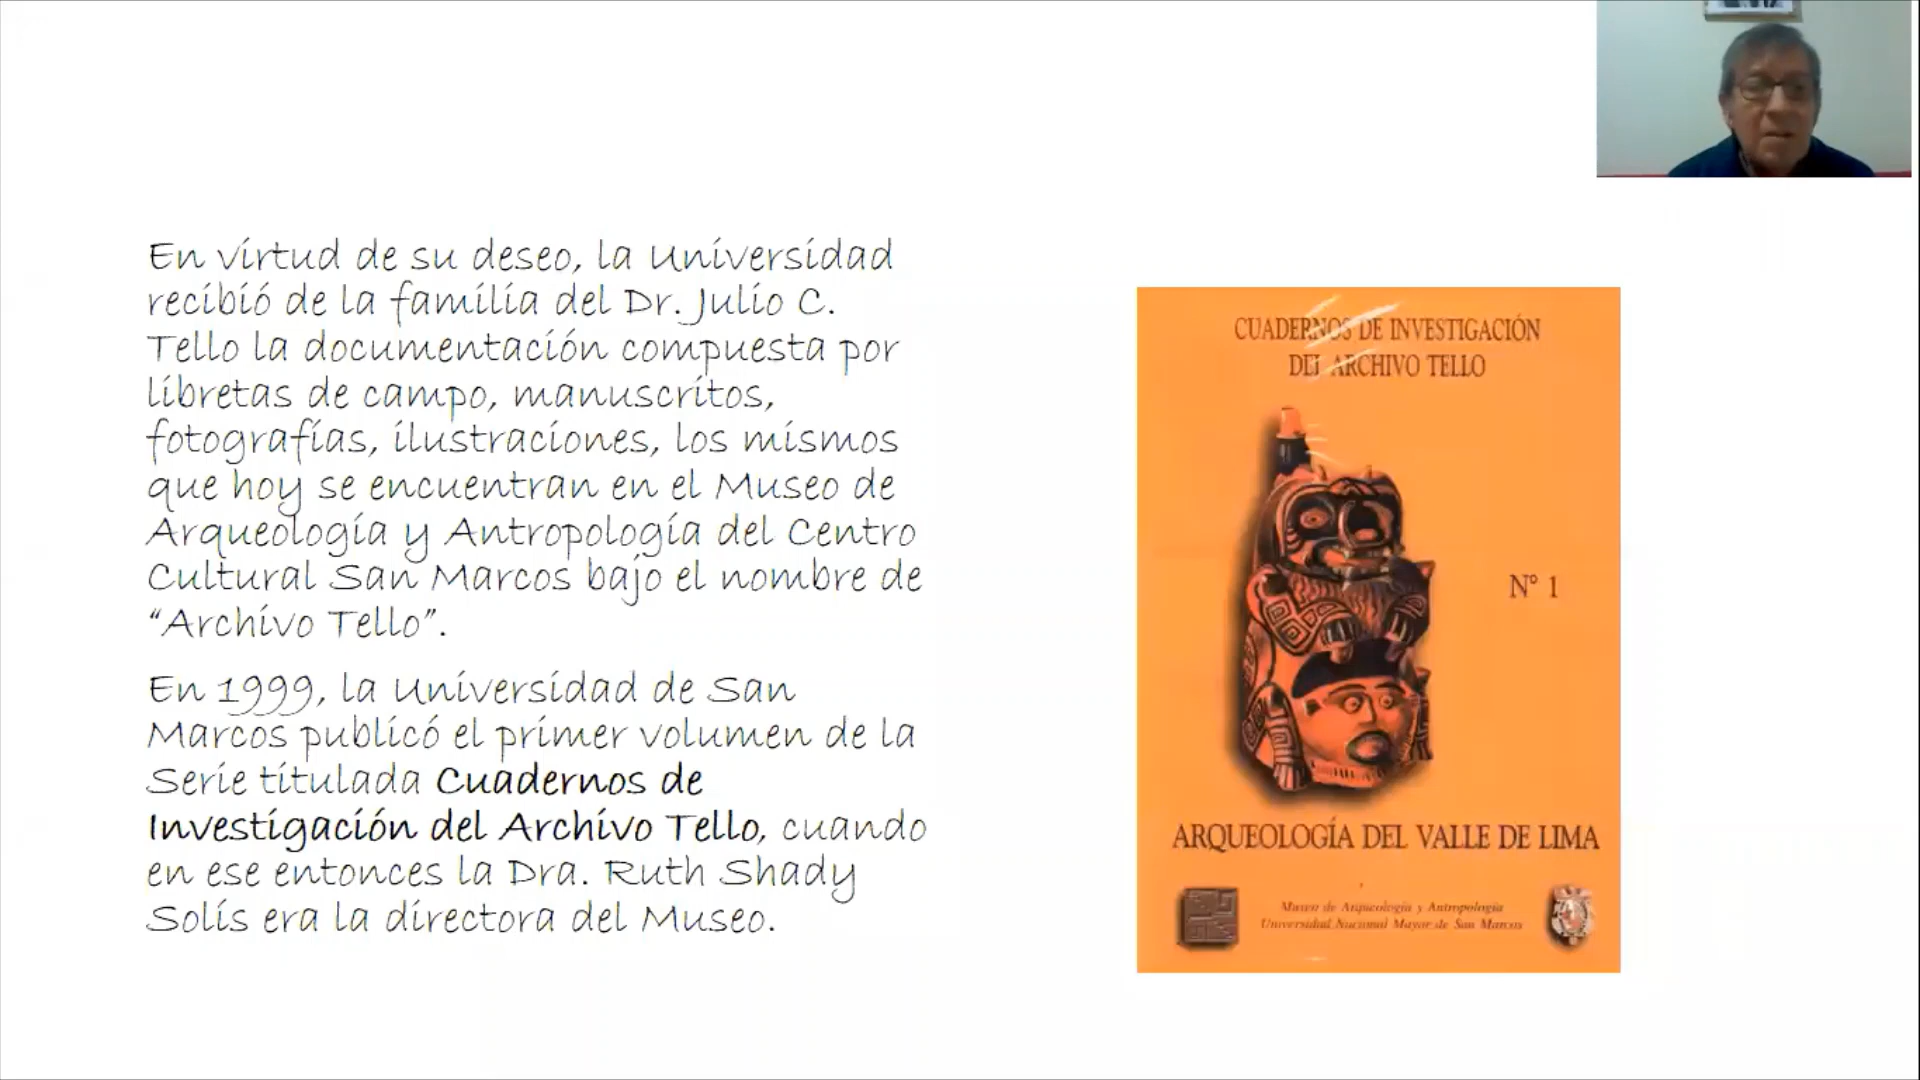 En virtud de su deseo, la Universidad
recibió de la familia del Dr. Julio C.
Tello la documentación compuesta por
libretas de campo, manuscritos,
fotografías, ilustraciones, los mismos
que hoy se encuentran en el Museo de
Arqueología y Antropología del Centro
Cultural San Marcos bajo el nombre de
“Archivo Tello”.
En 1999, la Universidad de San
Marcos publicó el primer volumen de la
Serie titulada Cuadernos de
Investigación del Archivo Tello, cuando
en ese entonces la Dra. Ruth Shady
Solís era la directora del Museo.
CUADERNOS DE INVESTIGACIÓN
DEL ARCHIVO TELLO
N° 1
ARQUEOLOGÍA DEL VALLE DE LIMA
Museo de Arqueología y Antropología
Universidad Nacional Mayor de San Marcos